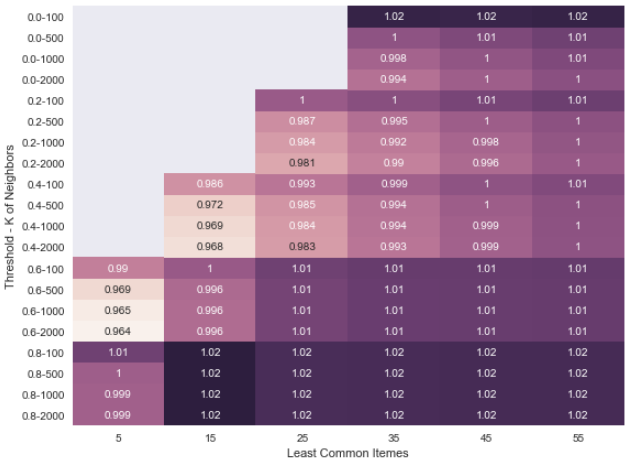 0.0-100 1.02 1.02 1.02
0.0-500 1 1.01 1.01
0.0-1000 0.998 1 1.01
0.0-2000 0.994 1 1.01
0.2-100 1 1 1.01 1.01
0.2-500 0.987 0.995 1 1
0.2-1000 0.984 0.992 0.998 1
0.2-2000 0.981 0.99 0.996 1
0.4-100 0.986 0.993 0.999 1 1.01
0.4-500 0.972 0.985 0.994 1 1
0.4-1000 0.969 0.984 0.994 0.999 1
0.4-2000 0.968 0.983 0.993 0.999 1
0.6-100 0.99 1 1.01 1.01 1.01 1.01
0.6-500 0.969 0.996 1.01 1.01 1.01 1.01
0.6-1000 0.965 0.996 1.01 1.01 1.01 1.01
0.6-2000 0.964 0.996 1.01 1.01 1.01 1.01
0.8-100 1.01 1.02 1.02 1.02 1.02 1.02
0.8-500 1 1.02 1.02 1.02 1.02 1.02
0.8-1000 0.999 1.02 1.02 1.02 1.02 1.02
0.8-2000 0.999 1.02 1.02 1.02 1.02 1.02
5 15 25 35 45 55
Least Common Itemes
Threshold - K of Neighbors